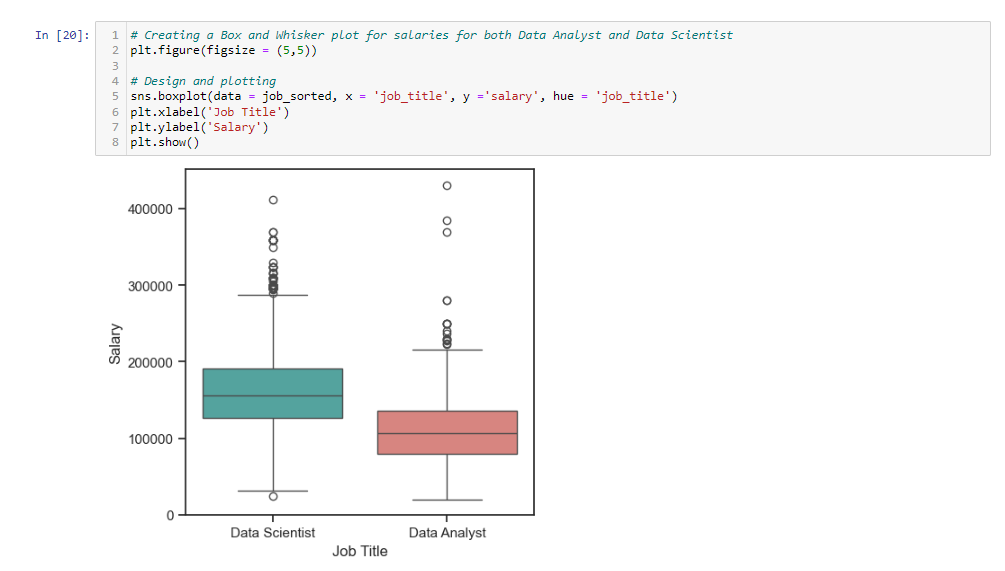 In [20]:
1 # Creating a Box and Whisker plot for salaries for both Data Analyst and Data Scientist
2 plt.figure(figsize = (5,5))
3
4 # Design and plotting
5 sns.boxplot(data = job_sorted, x = 'job_title', y ='salary', hue = 'job_title')
6 plt.xlabel('Job Title')
7 plt.ylabel('Salary')
8 plt.show()
400000
300000
Salary
200000
100000
0
Data Scientist Data Analyst
Job Title